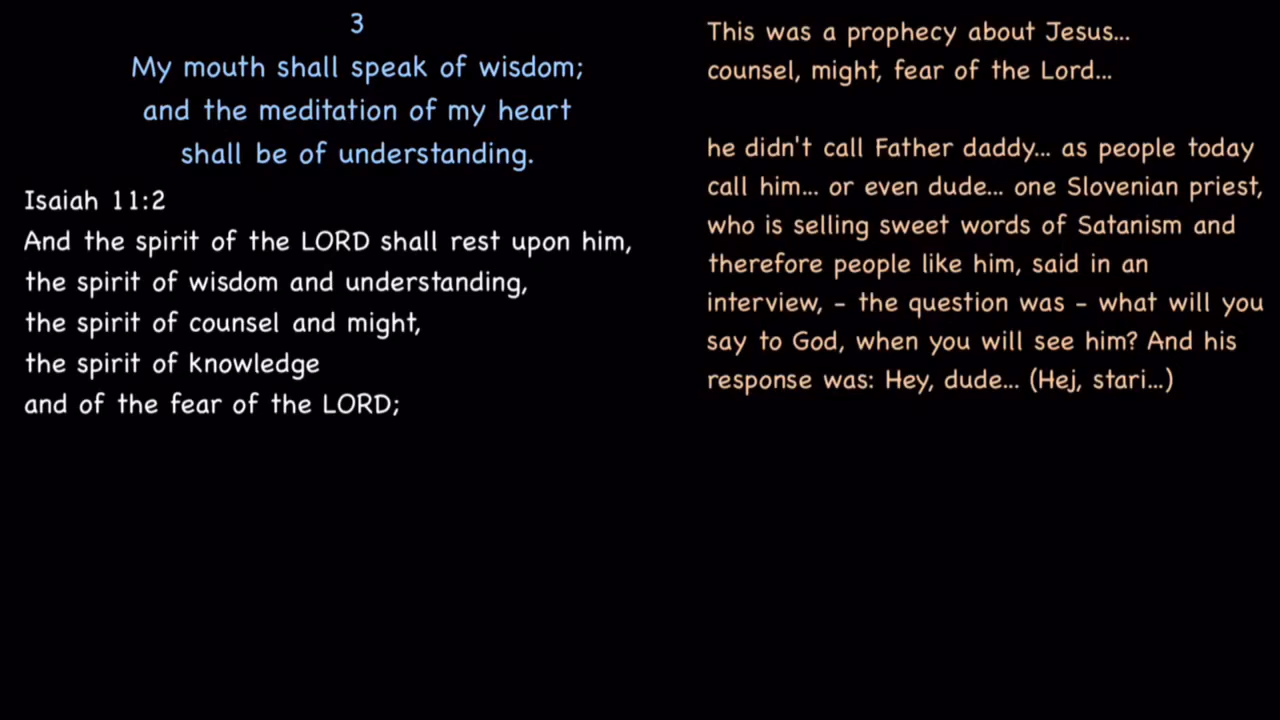 3
My mouth shall speak of wisdom;
and the meditation of my heart
shall be of understanding.
Isaiah 11:2
And the spirit of the LORD shall rest upon him,
the spirit of wisdom and understanding,
the spirit of counsel and might,
the spirit of knowledge
and of the fear of the LORD;
This was a prophecy about Jesus...
counsel, might, fear of the Lord...
he didn't call Father daddy... as people today
call him... or even dude... one Slovenian priest,
who is selling sweet words of Satanism and
therefore people like him, said in an
interview, – the question was – what will you
say to God, when you will see him? And his
response was: Hey, dude... (Hej, stari...)